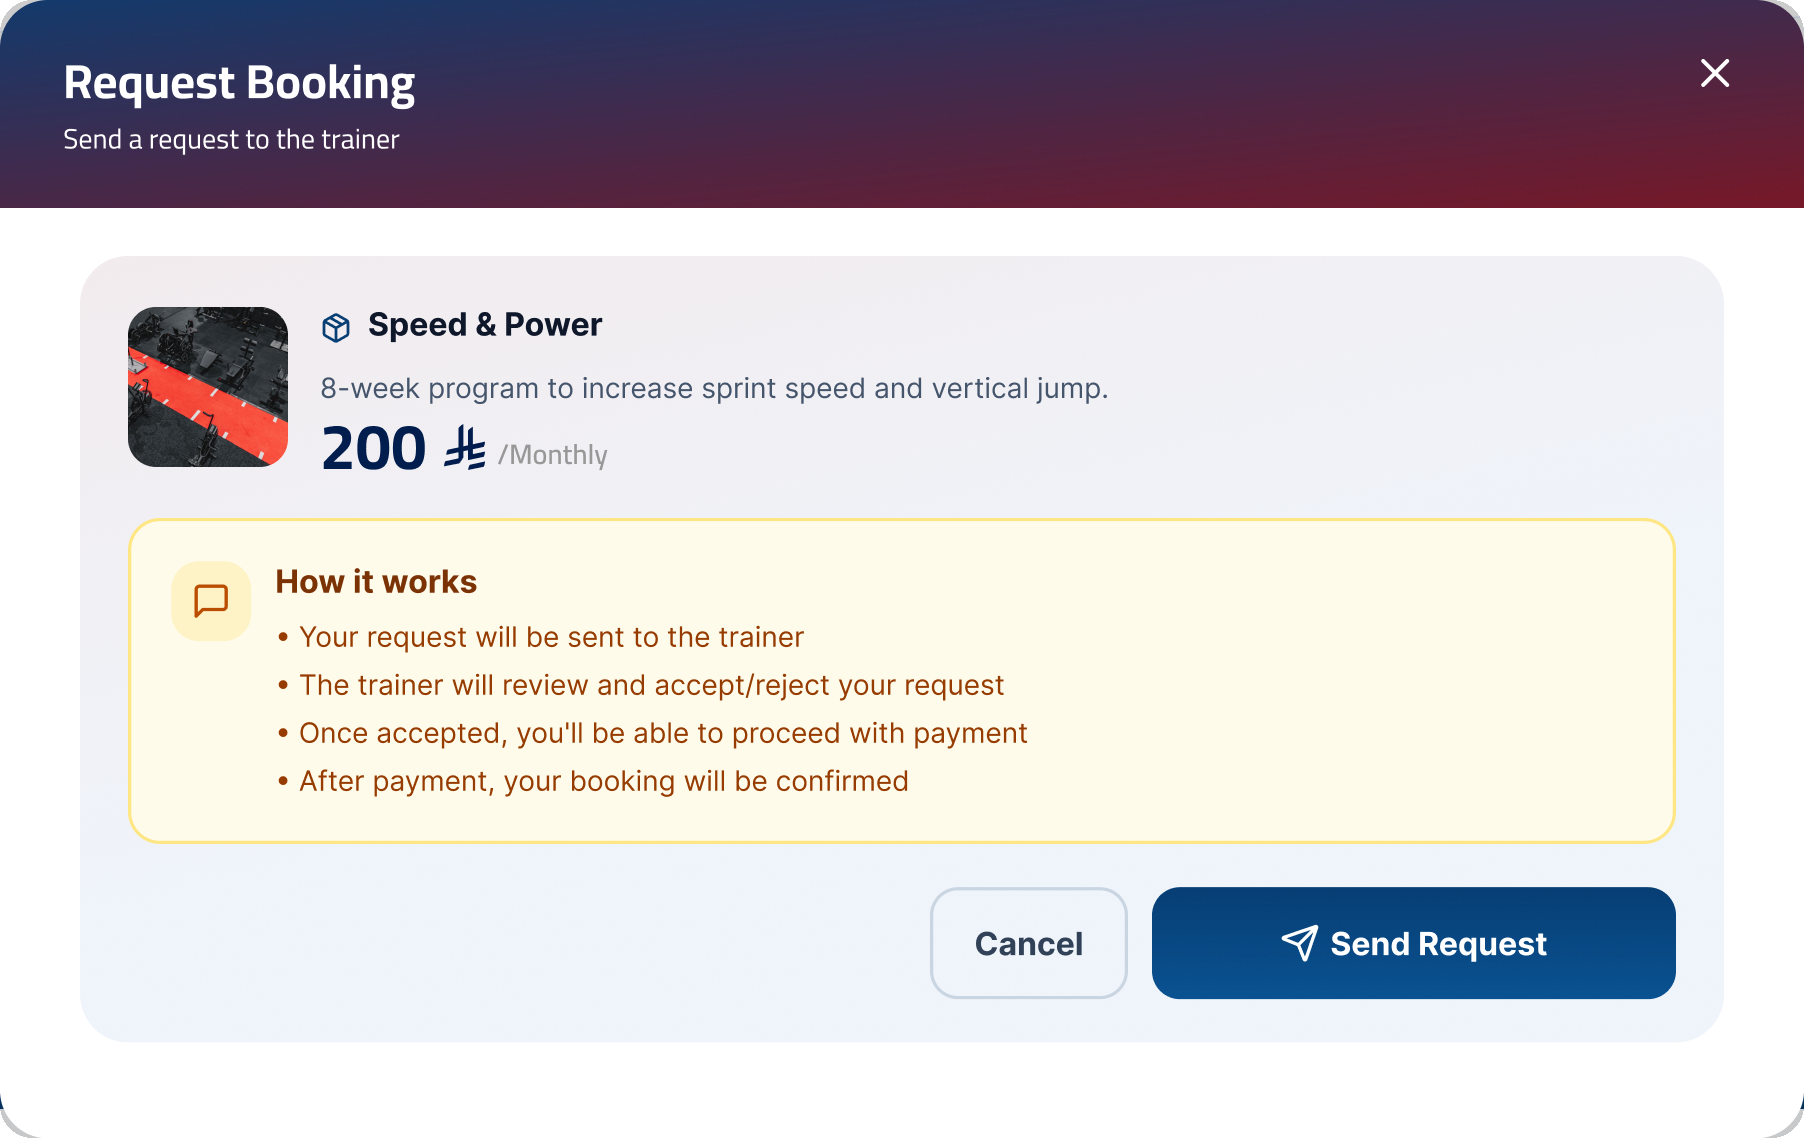 Request Booking
Send a request to the trainer
Speed & Power
8-week program to increase sprint speed and vertical jump.
200 /Monthly
How it works
• Your request will be sent to the trainer
• The trainer will review and accept/reject your request
• Once accepted, you'll be able to proceed with payment
• After payment, your booking will be confirmed
Cancel
Send Request